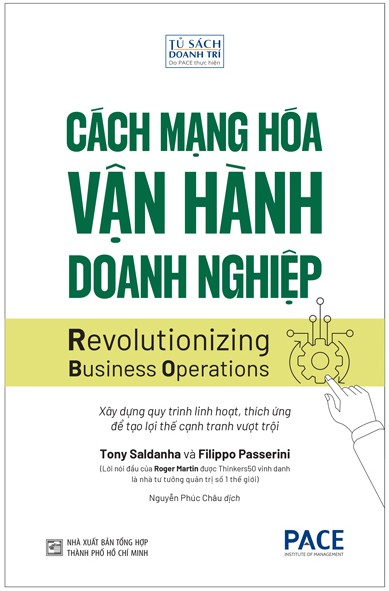 TỦ SÁCH
DOANH TRÍ
Do PACE thực hiện
CÁCH MẠNG HÓA
VẬN HÀNH
DOANH NGHIỆP
Revolutionizing
Business Operations
Xây dựng quy trình linh hoạt, thích ứng
để tạo lợi thế cạnh tranh vượt trội
Tony Saldanha và Filippo Passerini
(Lời nói đầu của Roger Martin được Thinkers50 vinh danh
là nhà tư tưởng quản trị số 1 thế giới)
Nguyễn Phúc Châu dịch
NHÀ XUẤT BẢN TỔNG HỢP
THÀNH PHỐ HỒ CHÍ MINH
PACE
INSTITUTE OF MANAGEMENT